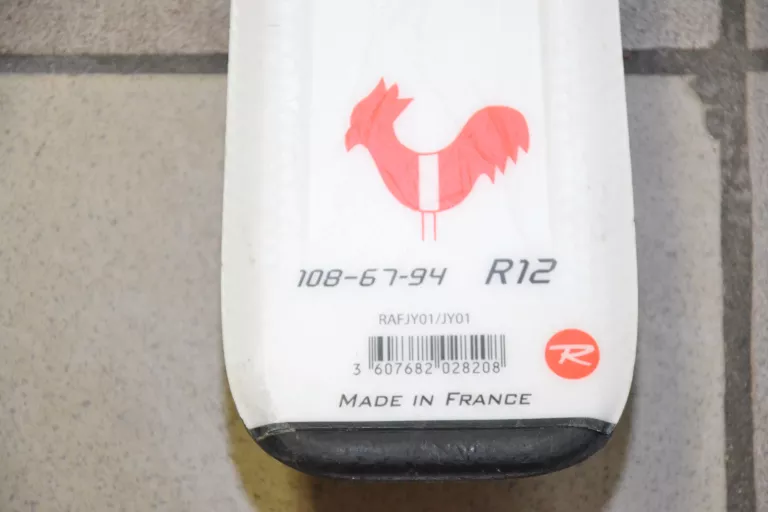 108-67-94 R12
RAFJY01/JY01
3 607682 028208
R
MADE IN FRANCE